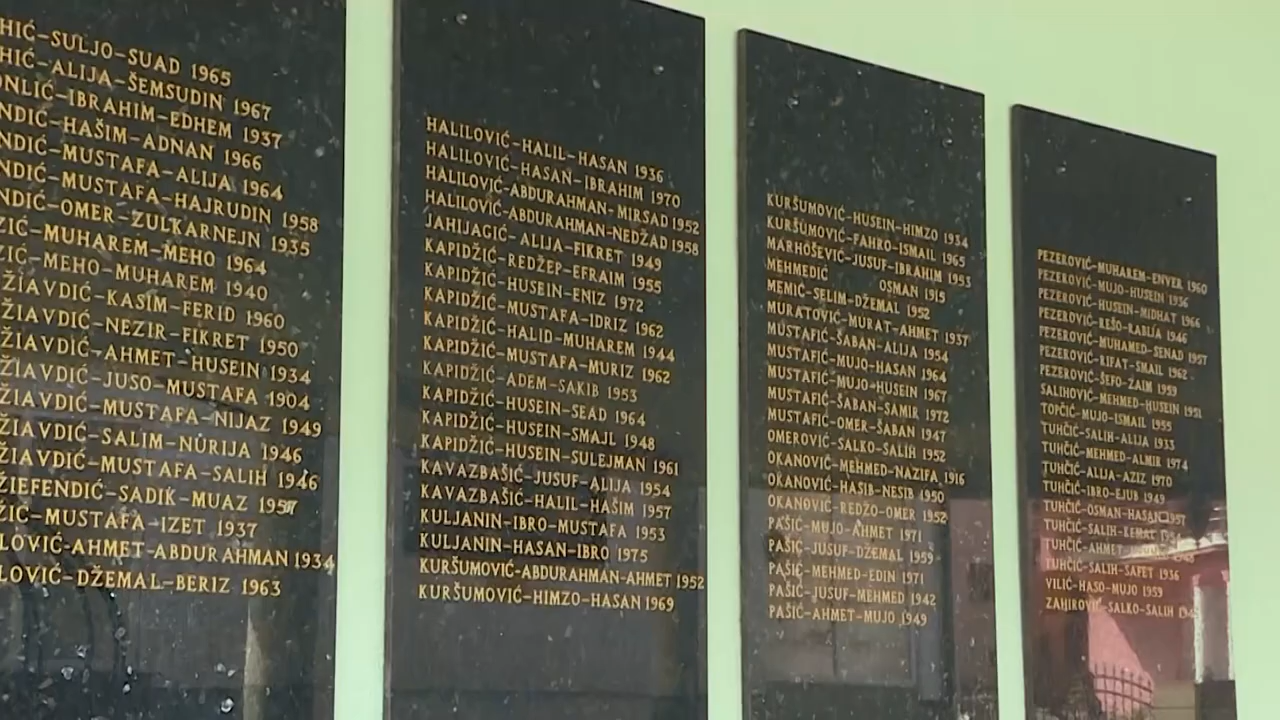 HIĆ-SULJO-SUAD 1965
HIĆ-ALIJA-ŠEMSUDIN 1967
ONLIĆ-IBRAHIM-EDHEM 1937
NDIĆ-HAŠIM-ADNAN 1966
NDIĆ-MUSTAFA-ALIJA 1964
NDIĆ-MUSTAFA-HAJRUDIN 1958
NDIĆ-OMER-ZULKARNEJN 1935
ZIĆ-MUHAREM-MEHO 1964
ZIĆ-MEHO-MUHAREM 1940
ŽIAVDIĆ-KASIM-FERID 1960
ŽIAVDIĆ-NEZIR-FIKRET 1950
ŽIAVDIĆ-AHMET-HUSEIN 1934
ŽIAVDIĆ-JUSO-MUSTAFA 1904
ŽIAVDIĆ-MUSTAFA-NIJAZ 1949
ŽIAVDIĆ-SALIM-NURIJA 1946
ŽIAVDIĆ-MUSTAFA-SALIH 1946
ŽIEFENDIĆ-SADIK-MUAZ 1957
ŽIĆ-MUSTAFA-IZET 1937
LOVIĆ-AHMET-ABDURAHMAN 1934
LOVIĆ-DŽEMAL-BERIZ 1963
HALILOVIĆ-HALIL-HASAN 1936
HALILOVIĆ-HASAN-IBRAHIM 1970
HALILOVIĆ-ABDURAHMAN-MIRSAD 1952
HALILOVIĆ-ABDURAHMAN-NEDŽAD 1958
JAHIJAGIĆ-ALIJA-FIKRET 1949
KAPIDŽIĆ-REDŽEP-EFRAIM 1955
KAPIDŽIĆ-HUSEIN-ENIZ 1972
KAPIDŽIĆ-MUSTAFA-IDRIZ 1962
KAPIDŽIĆ-HALID-MUHAREM 1944
KAPIDŽIĆ-MUSTAFA-MURIZ 1962
KAPIDŽIĆ-ADEM-SAKIB 1953
KAPIDŽIĆ-HUSEIN-SEAD 1964
KAPIDŽIĆ-HUSEIN-SMAJL 1948
KAPIDŽIĆ-HUSEIN-SULEJMAN 1961
KAVAZBAŠIĆ-JUSUF-ALIJA 1954
KAVAZBAŠIĆ-HALIL-HAŠIM 1957
KULJANIN-IBRO-MUSTAFA 1953
KULJANIN-HASAN-IBRO 1975
KURŠUMOVIĆ-ABDURAHMAN-AHMET 1952
KURŠUMOVIĆ-HIMZO-HASAN 1969
KURŠUMOVIĆ-HUSEIN-HIMZO 1934
KURŠUMOVIĆ-FAHRO-ISMAIL 1965
MARHOŠEVIĆ-JUSUF-IBRAHIM 1953
MEHMEDIĆ OSMAN 1915
MEMIĆ-SELIM-DŽEMAL 1952
MURATOVIĆ-MURAT-AHMET 1937
MUSTAFIĆ-ŠABAN-ALIJA 1954
MUSTAFIĆ-MUJO-HASAN 1964
MUSTAFIĆ-MUJO-HUSEIN 1967
MUSTAFIĆ-ŠABAN-SAMIR 1972
MUSTAFIĆ-OMER-ŠABAN 1947
OMEROVIĆ-SALKO-SALIH 1952
OKANOVIĆ-MEHMED-NAZIFA 1916
OKANOVIĆ-HASIB-NESIB 1950
OKANOVIĆ-REDŽO-OMER 1952
PAŠIĆ-MUJO-AHMET 1971
PAŠIĆ-JUSUF-DŽEMAL 1959
PAŠIĆ-MEHMED-EDIN 1971
PAŠIĆ-JUSUF-MEHMED 1942
PAŠIĆ-AHMET-MUJO 1949
PEZEROVIĆ-MUHAREM-ENVER 1960
PEZEROVIĆ-MUJO-HUSEIN 1936
PEZEROVIĆ-HUSEIN-MIDHAT 1966
PEZEROVIĆ-REŠO-RABIJA 1946
PEZEROVIĆ-MUHAMED-SENAD 1957
PEZEROVIĆ-RIFAT-SMAIL 1962
PEZEROVIĆ-ŠEFO-ZAIM 1959
SALIHOVIĆ-MEHMED-HUSEIN 1951
TOPČIĆ-MUJO-ISMAIL 1955
TUHČIĆ-SALIH-ALIJA 1933
TUHČIĆ-MEHMED-ALMIR 1974
TUHČIĆ-ALIJA-AZIZ 1970
TUHČIĆ-IBRO-EJUB 1949
TUHČIĆ-OSMAN-HASAN 1957
TUHČIĆ-SALIH-KEMAL
TUHČIĆ-AHMET
TUHČIĆ-SALIH-SAFET 1936
VILIĆ-HASO-MUJO 1959
ZAHIROVIĆ-SALKO-SALIH